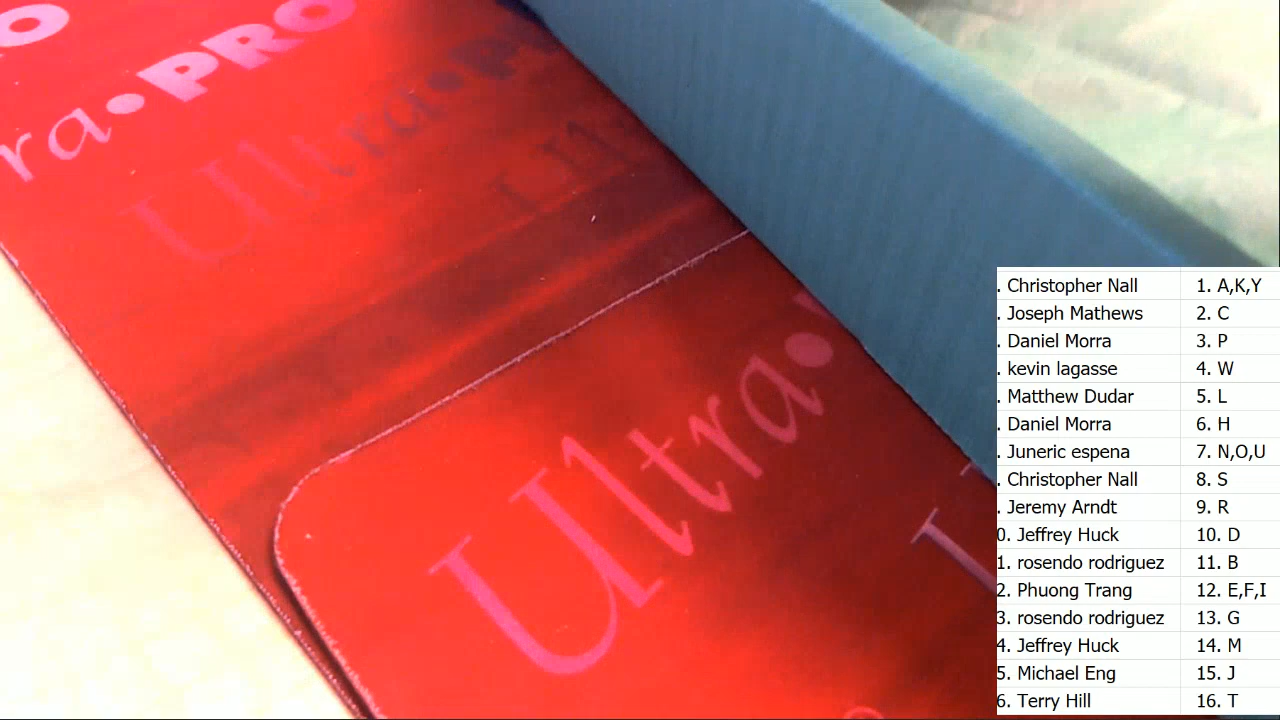 ra•PRO
Ultra•P
Ul
Ultra•
. Christopher Nall 1. A,K,Y
. Joseph Mathews 2. C
. Daniel Morra 3. P
. kevin lagasse 4. W
. Matthew Dudar 5. L
. Daniel Morra 6. H
. Juneric espena 7. N,O,U
. Christopher Nall 8. S
. Jeremy Arndt 9. R
0. Jeffrey Huck 10. D
1. rosendo rodriguez 11. B
2. Phuong Trang 12. E,F,I
3. rosendo rodriguez 13. G
4. Jeffrey Huck 14. M
5. Michael Eng 15. J
6. Terry Hill 16. T